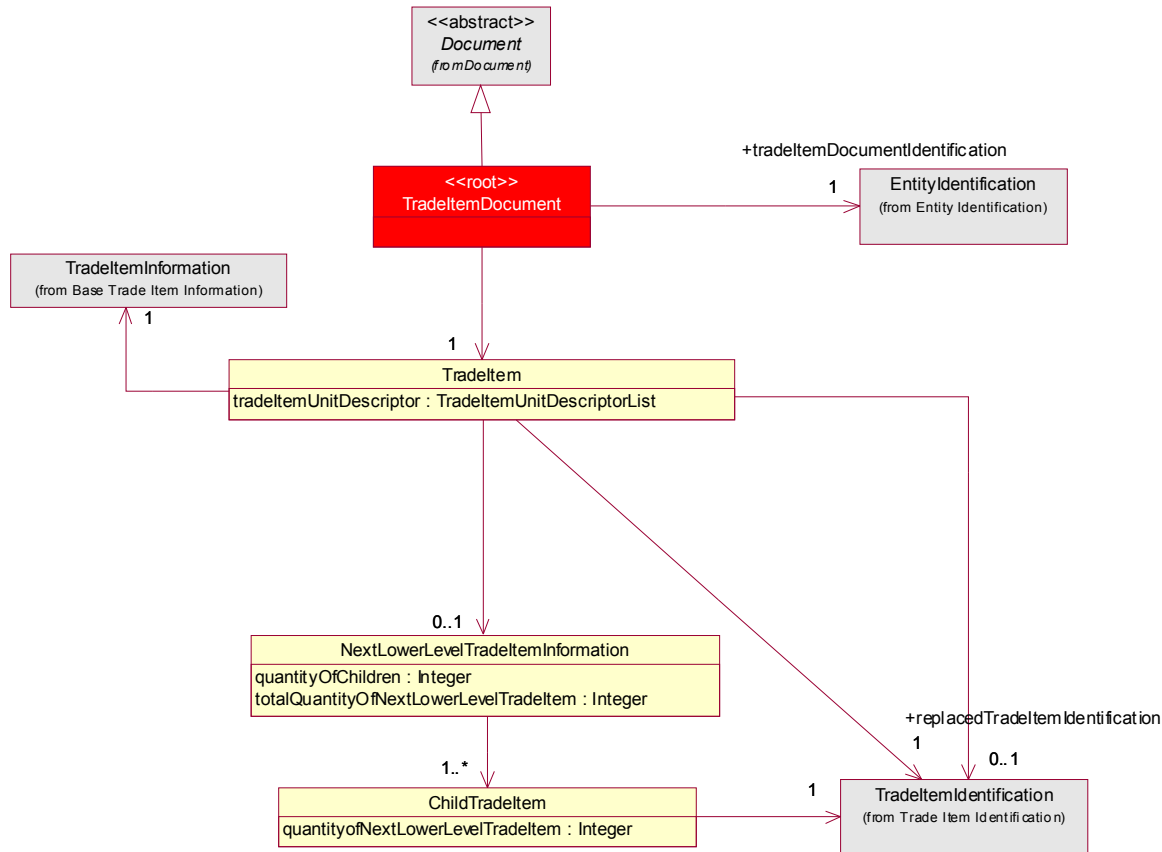 <<abstract>>
Document
(from Document)
+tradeItemDocumentIdentification
<<root>>
TradeItemDocument
1
EntityIdentification
(from Entity Identification)
TradeItemInformation
(from Base Trade Item Information)
1
1
TradeItem
tradeItemUnitDescriptor : TradeItemUnitDescriptorList
0..1
NextLowerLevelTradeItemInformation
quantityOfChildren : Integer
totalQuantityOfNextLowerLevelTradeItem : Integer
+replacedTradeItemIdentification
1
0..1
1..*
ChildTradeItem
quantityofNextLowerLevelTradeItem : Integer
1
TradeItemIdentification
(from Trade Item Identification)